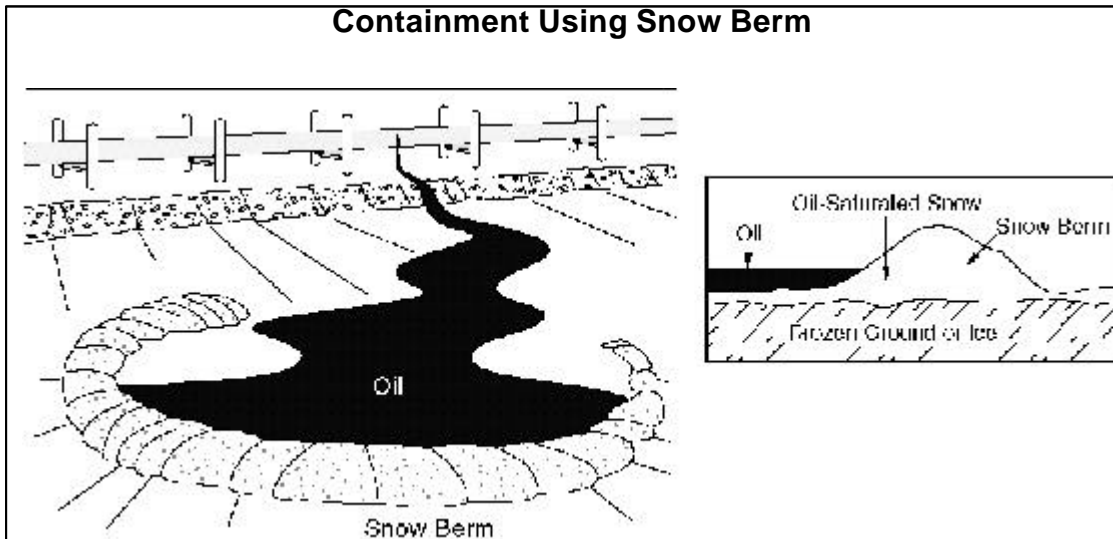 Containment Using Snow Berm
Oil
Snow Berm
Oil-Saturated Snow
Oil
Snow Berm
Frozen Ground or Ice